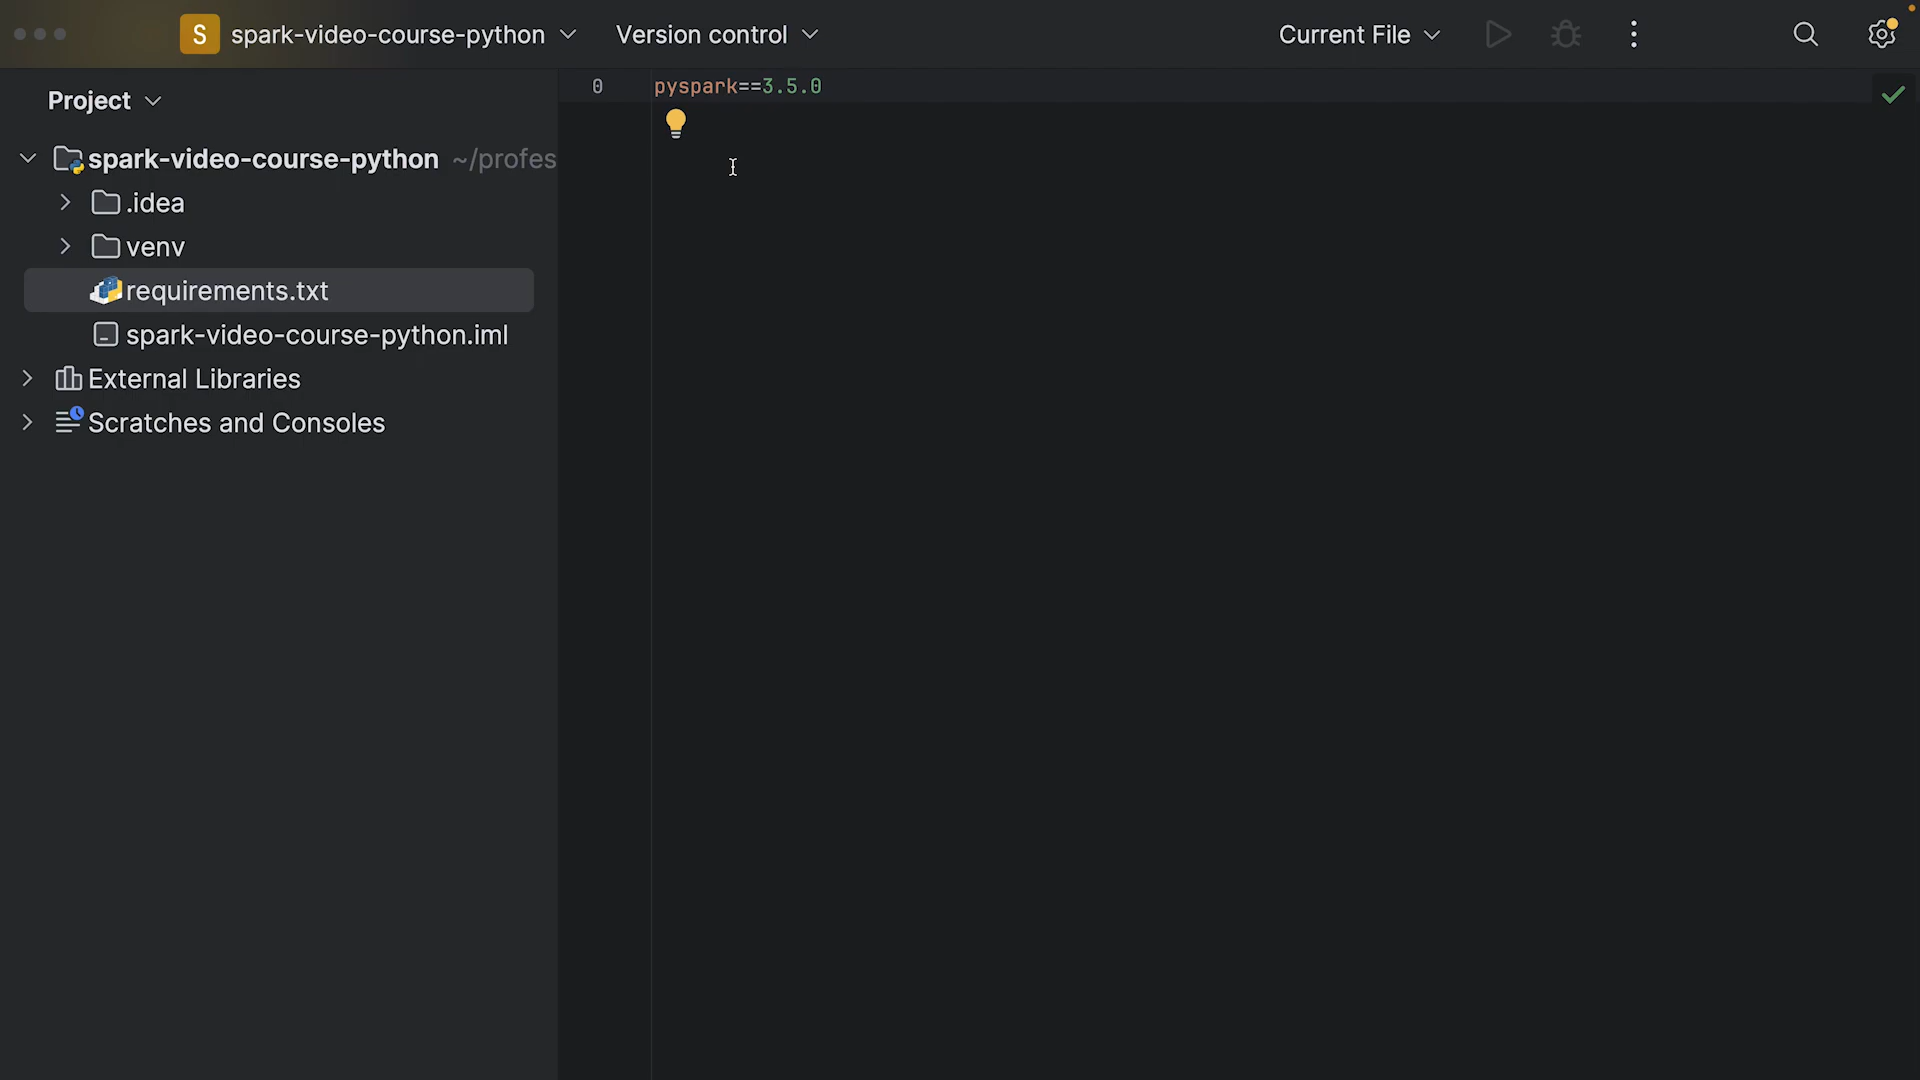 S spark-video-course-python Version control Current File
Project
0 pyspark==3.5.0
spark-video-course-python ~/profes
.idea
venv
requirements.txt
spark-video-course-python.iml
External Libraries
Scratches and Consoles